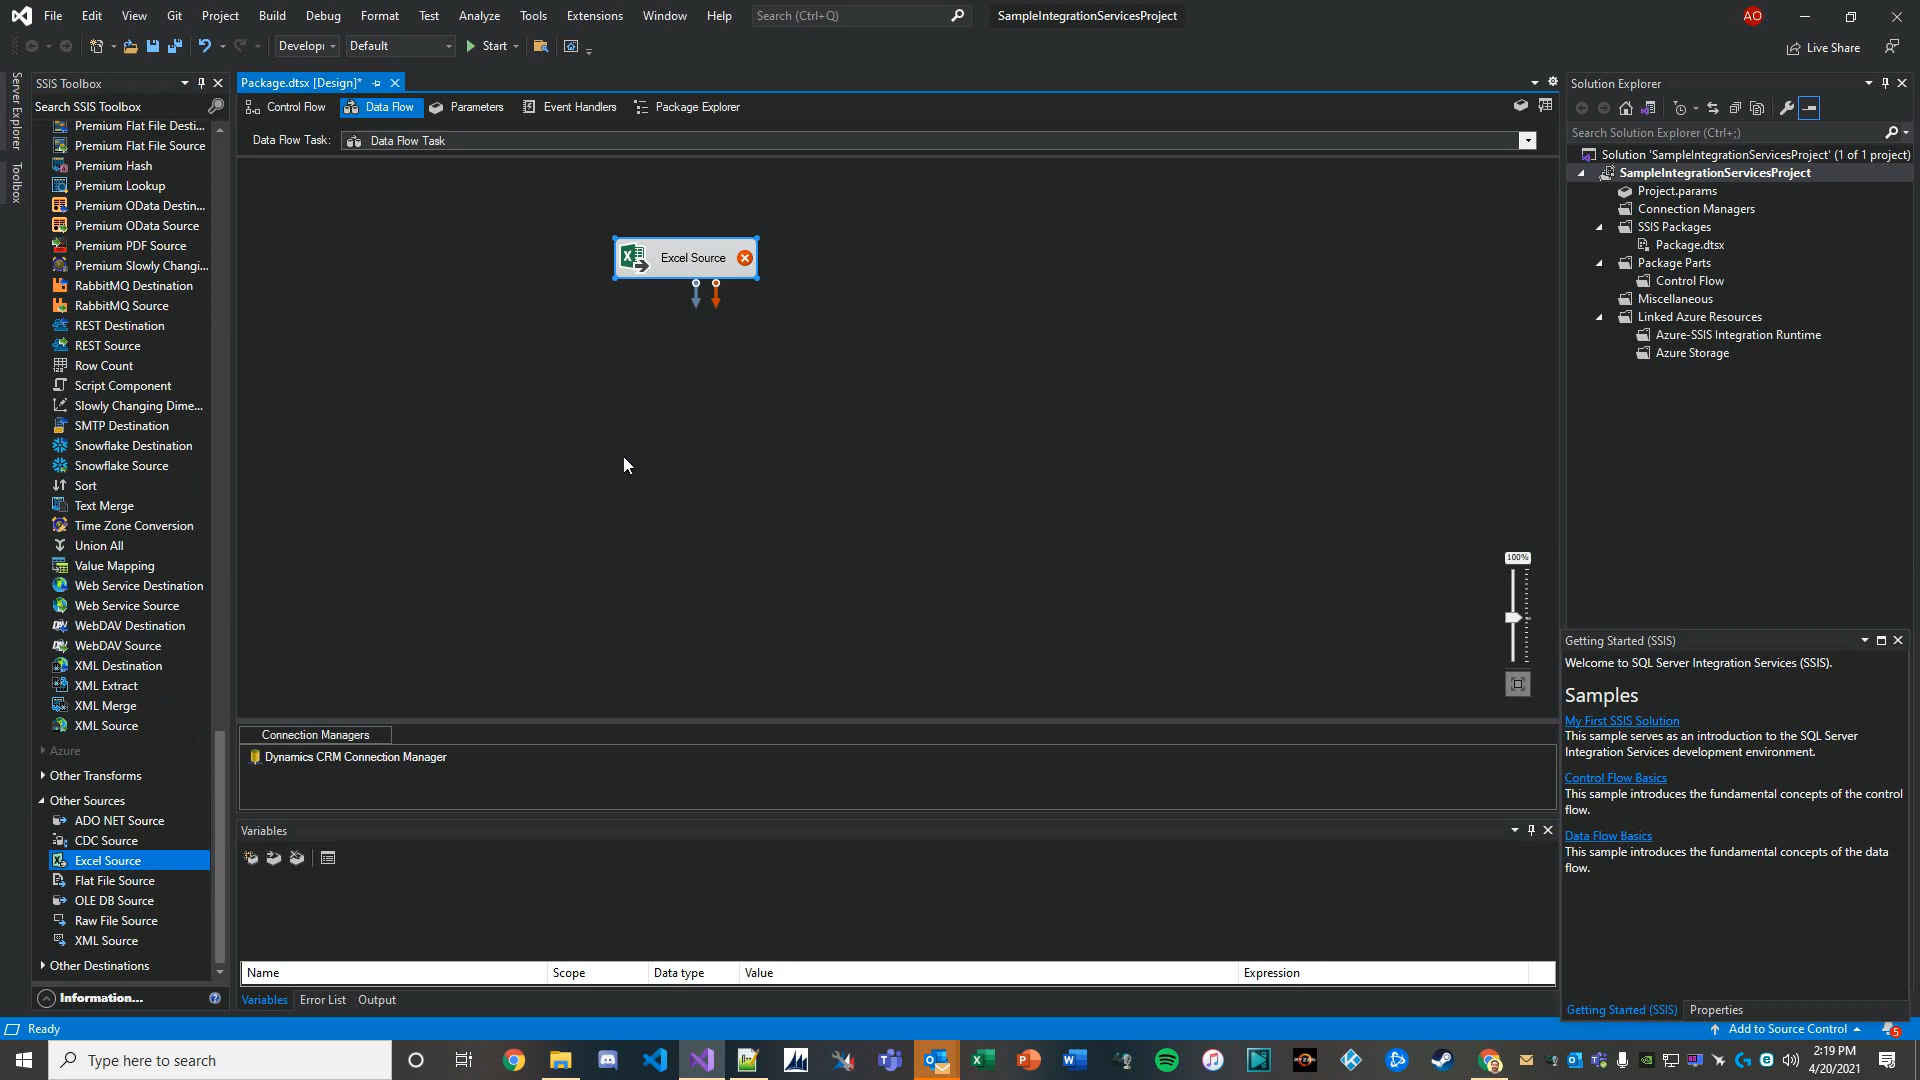 File Edit View Git Project Build Debug Format Test Analyze Tools Extensions Window Help Search (Ctrl+Q) SampleIntegrationServicesProject AO
Developi Default Start Live Share
Server Explorer
Toolbox
SSIS Toolbox
Search SSIS Toolbox
Premium Flat File Desti...
Premium Flat File Source
Premium Hash
Premium Lookup
Premium OData Destin...
Premium OData Source
Premium PDF Source
Premium Slowly Changi...
RabbitMQ Destination
RabbitMQ Source
REST Destination
REST Source
Row Count
Script Component
Slowly Changing Dime...
SMTP Destination
Snowflake Destination
Snowflake Source
Sort
Text Merge
Time Zone Conversion
Union All
Value Mapping
Web Service Destination
Web Service Source
WebDAV Destination
WebDAV Source
XML Destination
XML Extract
XML Merge
XML Source
Azure
Other Transforms
Other Sources
ADO NET Source
CDC Source
Excel Source
Flat File Source
OLE DB Source
Raw File Source
XML Source
Other Destinations
Information...
Package.dtsx [Design]*
Control Flow Data Flow Parameters Event Handlers Package Explorer
Data Flow Task: Data Flow Task
Excel Source
100%
Connection Managers
Dynamics CRM Connection Manager
Variables
Name Scope Data type Value Expression
Variables Error List Output
Solution Explorer
Search Solution Explorer (Ctrl+;)
Solution 'SampleIntegrationServicesProject' (1 of 1 project)
SampleIntegrationServicesProject
Project.params
Connection Managers
SSIS Packages
Package.dtsx
Package Parts
Control Flow
Miscellaneous
Linked Azure Resources
Azure-SSIS Integration Runtime
Azure Storage
Getting Started (SSIS)
Welcome to SQL Server Integration Services (SSIS).
Samples
My First SSIS Solution
This sample serves as an introduction to the SQL Server
Integration Services development environment.
Control Flow Basics
This sample introduces the fundamental concepts of the control
flow.
Data Flow Basics
This sample introduces the fundamental concepts of the data
flow.
Getting Started (SSIS) Properties
Ready Add to Source Control 5
Type here to search
2:19 PM
4/20/2021